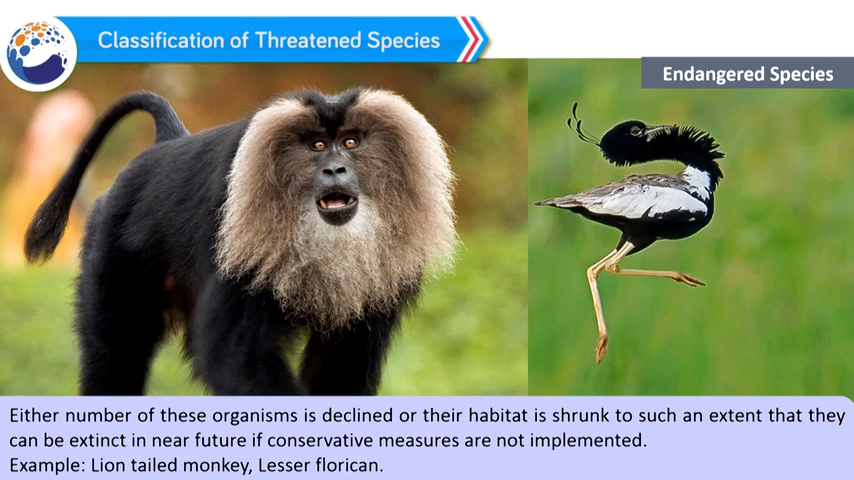 Classification of Threatened Species
Endangered Species
Either number of these organisms is declined or their habitat is shrunk to such an extent that they
can be extinct in near future if conservative measures are not implemented.
Example: Lion tailed monkey, Lesser florican.